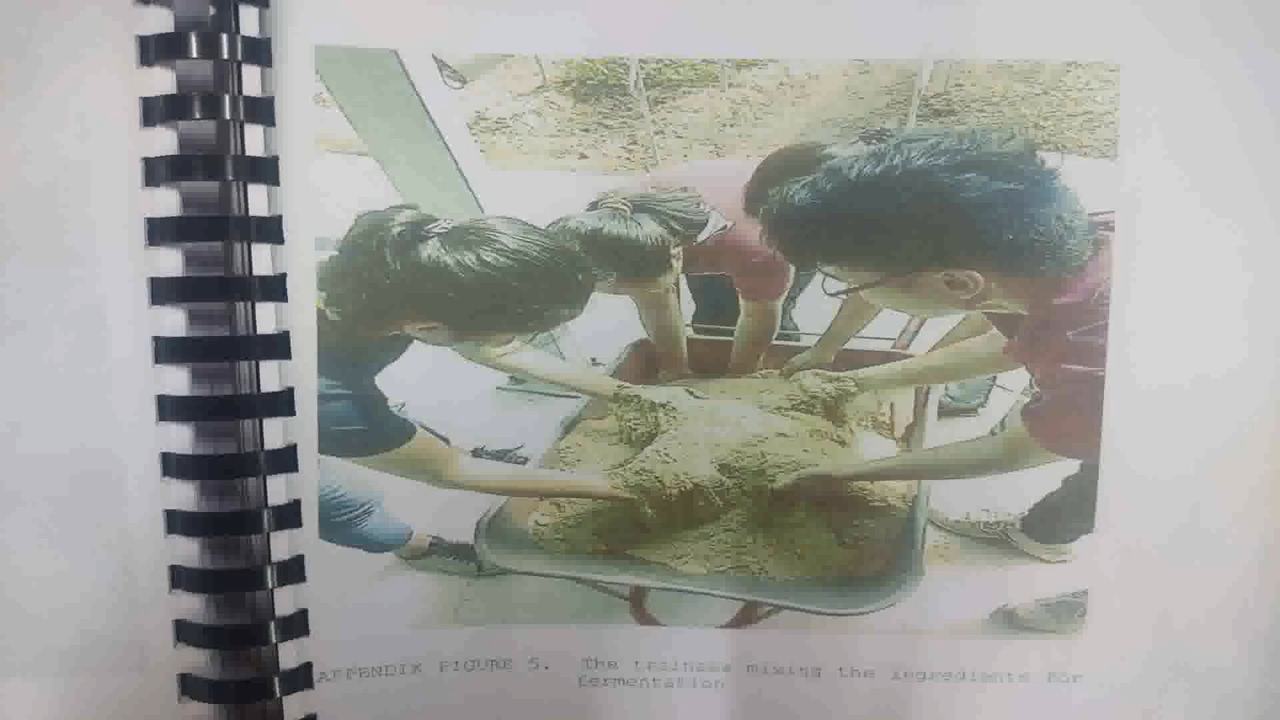 APPENDIX FIGURE 5. The trainees mixing the ingredients for
fermentation